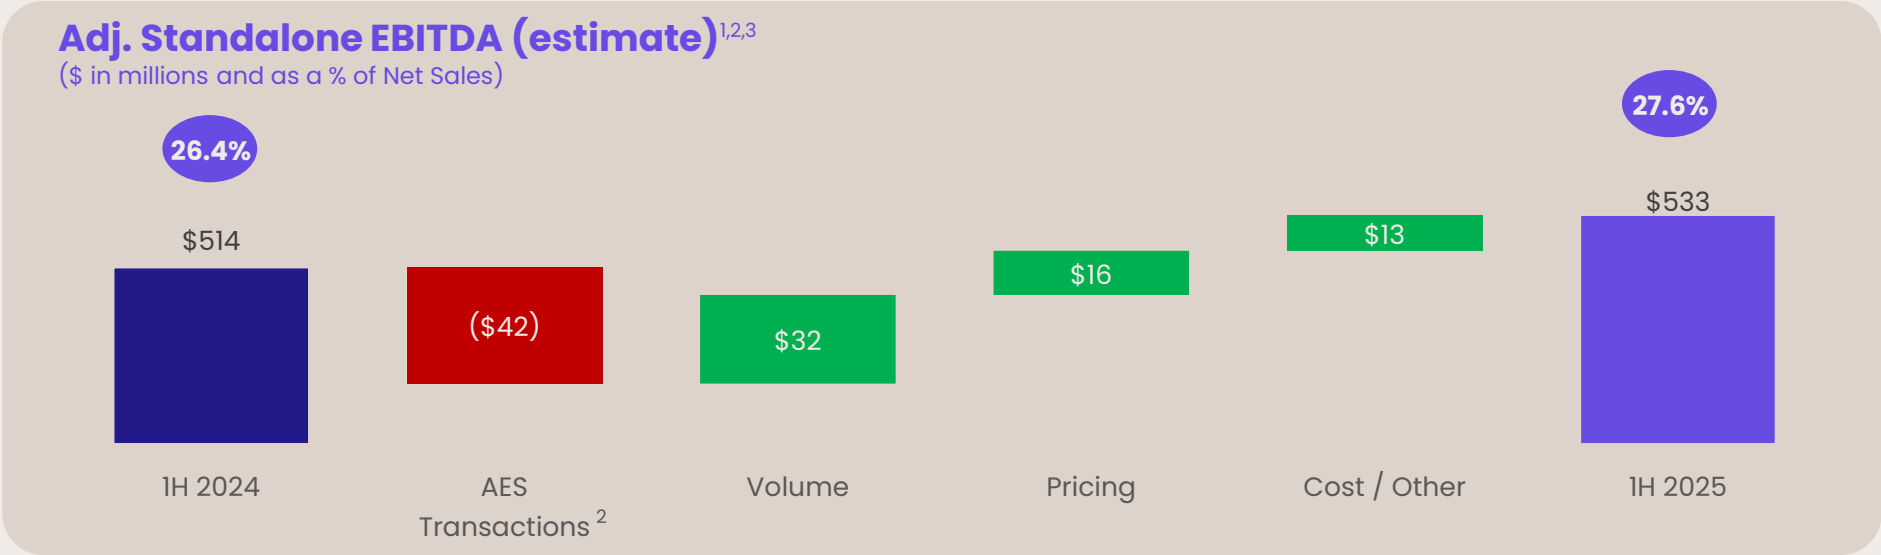 Adj. Standalone EBITDA (estimate)1,2,3
($ in millions and as a % of Net Sales)
26.4%
27.6%
$514
($42)
$32
$16
$13
$533
1H 2024
AES
Transactions 2
Volume
Pricing
Cost / Other
1H 2025